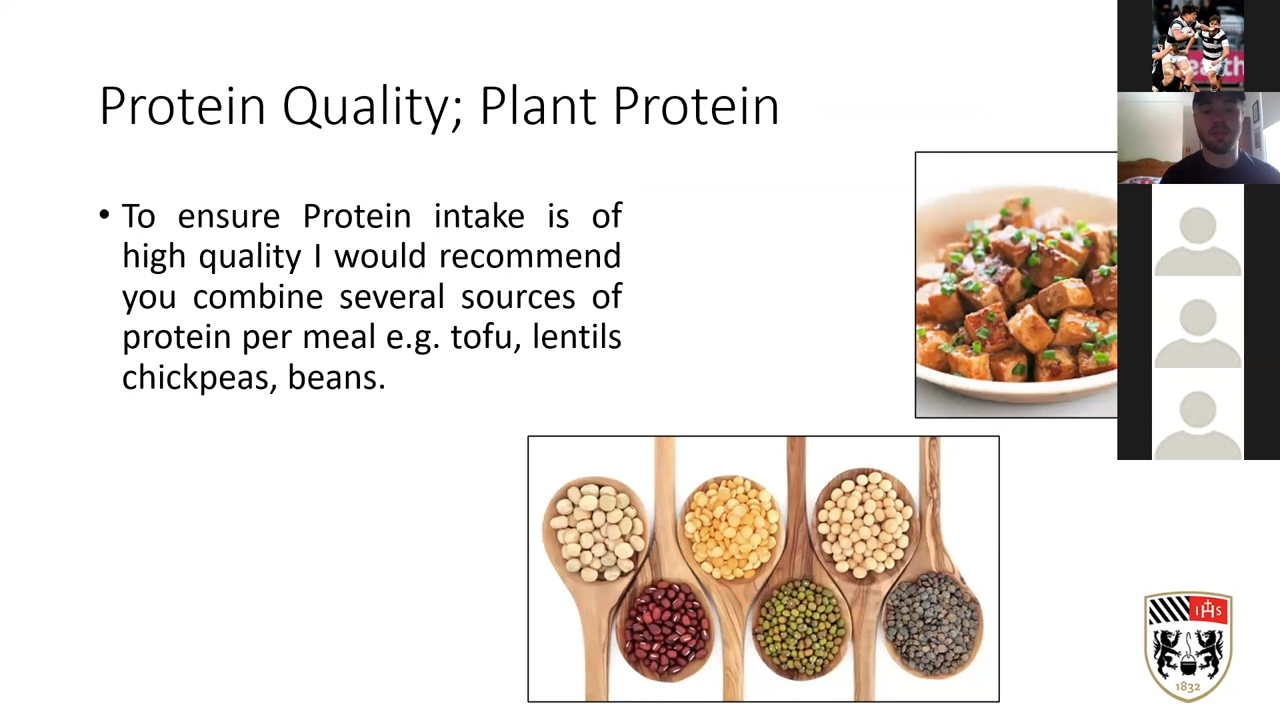 Protein Quality; Plant Protein
• To ensure Protein intake is of
high quality I would recommend
you combine several sources of
protein per meal e.g. tofu, lentils
chickpeas, beans.
IHS
1832